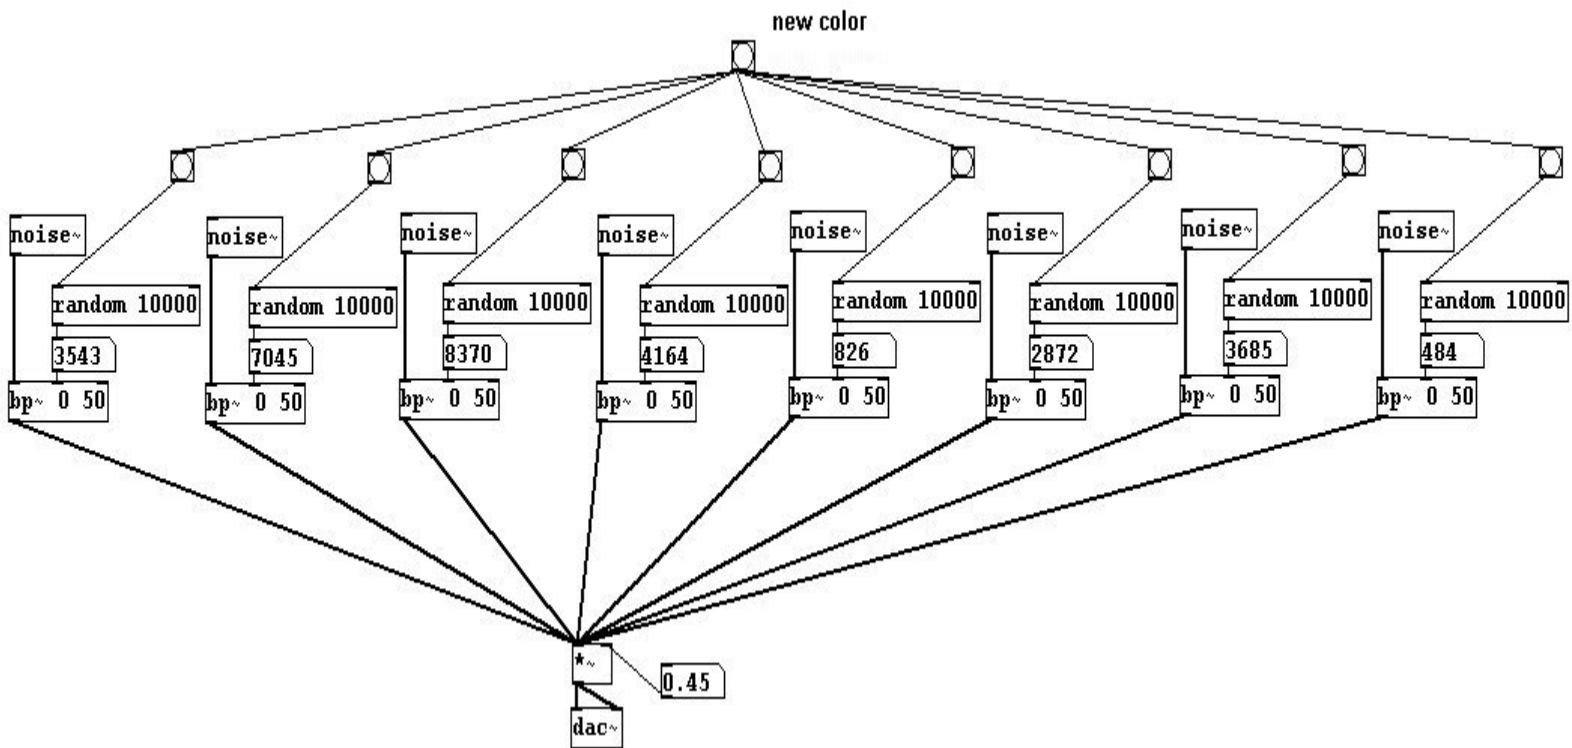 new color
noise~ noise~ noise~ noise~ noise~ noise~ noise~ noise~
random 10000 random 10000 random 10000 random 10000 random 10000 random 10000 random 10000 random 10000
3543 7045 8370 4164 826 2872 3685 484
bp~ 0 50 bp~ 0 50 bp~ 0 50 bp~ 0 50 bp~ 0 50 bp~ 0 50 bp~ 0 50 bp~ 0 50
*~
0.45
dac~